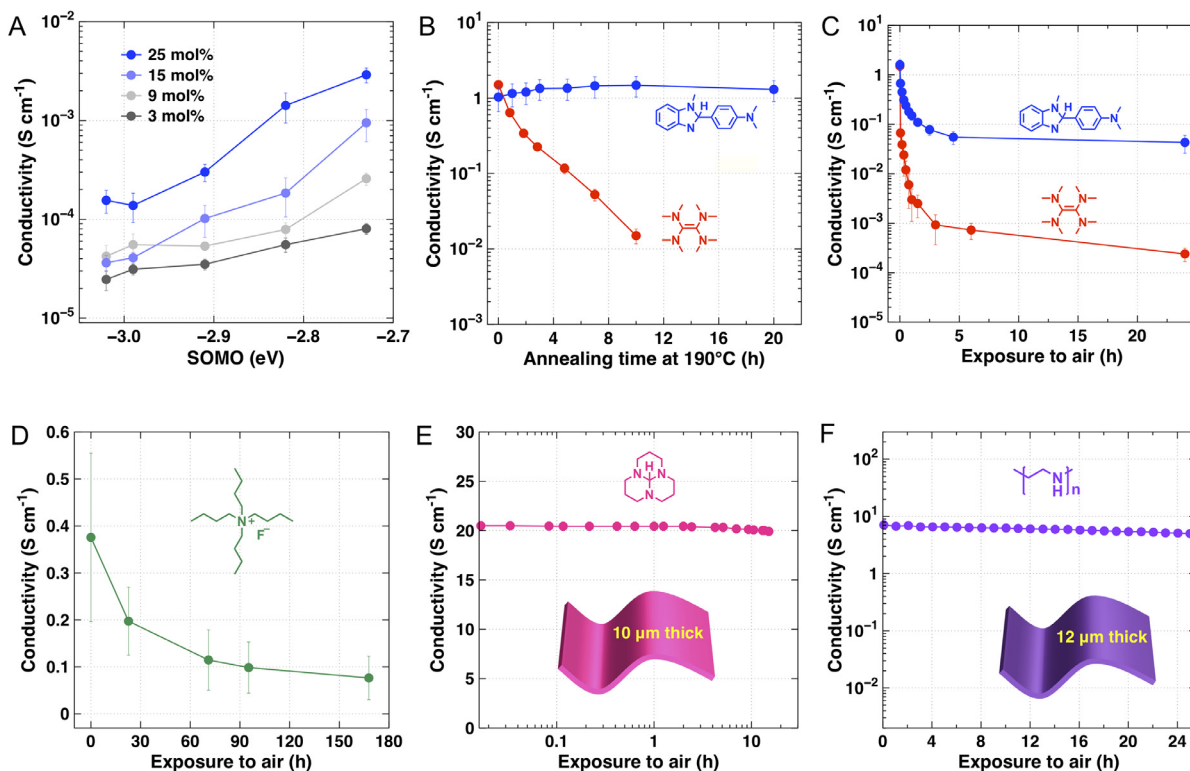 A
Conductivity (S cm⁻¹)
10⁻²
10⁻³
10⁻⁴
10⁻⁵
25 mol%
15 mol%
9 mol%
3 mol%
−3.0 −2.9 −2.8 −2.7
SOMO (eV)
B
Conductivity (S cm⁻¹)
10¹
1
10⁻¹
10⁻²
10⁻³
N H
N
N
N N
N N
0 4 8 12 16 20
Annealing time at 190°C (h)
C
Conductivity (S cm⁻¹)
10¹
1
10⁻¹
10⁻²
10⁻³
10⁻⁴
10⁻⁵
N H
N
N
N N
N N
0 5 10 15 20
Exposure to air (h)
D
Conductivity (S cm⁻¹)
0.6
0.5
0.4
0.3
0.2
0.1
0
N⁺
F⁻
0 30 60 90 120 150 180
Exposure to air (h)
E
Conductivity (S cm⁻¹)
30
25
20
15
10
5
0
H
N N
N
10 µm thick
0.1 1 10
Exposure to air (h)
F
Conductivity (S cm⁻¹)
10²
10¹
1
10⁻¹
10⁻²
N
H
n
12 µm thick
0 4 8 12 16 20 24
Exposure to air (h)